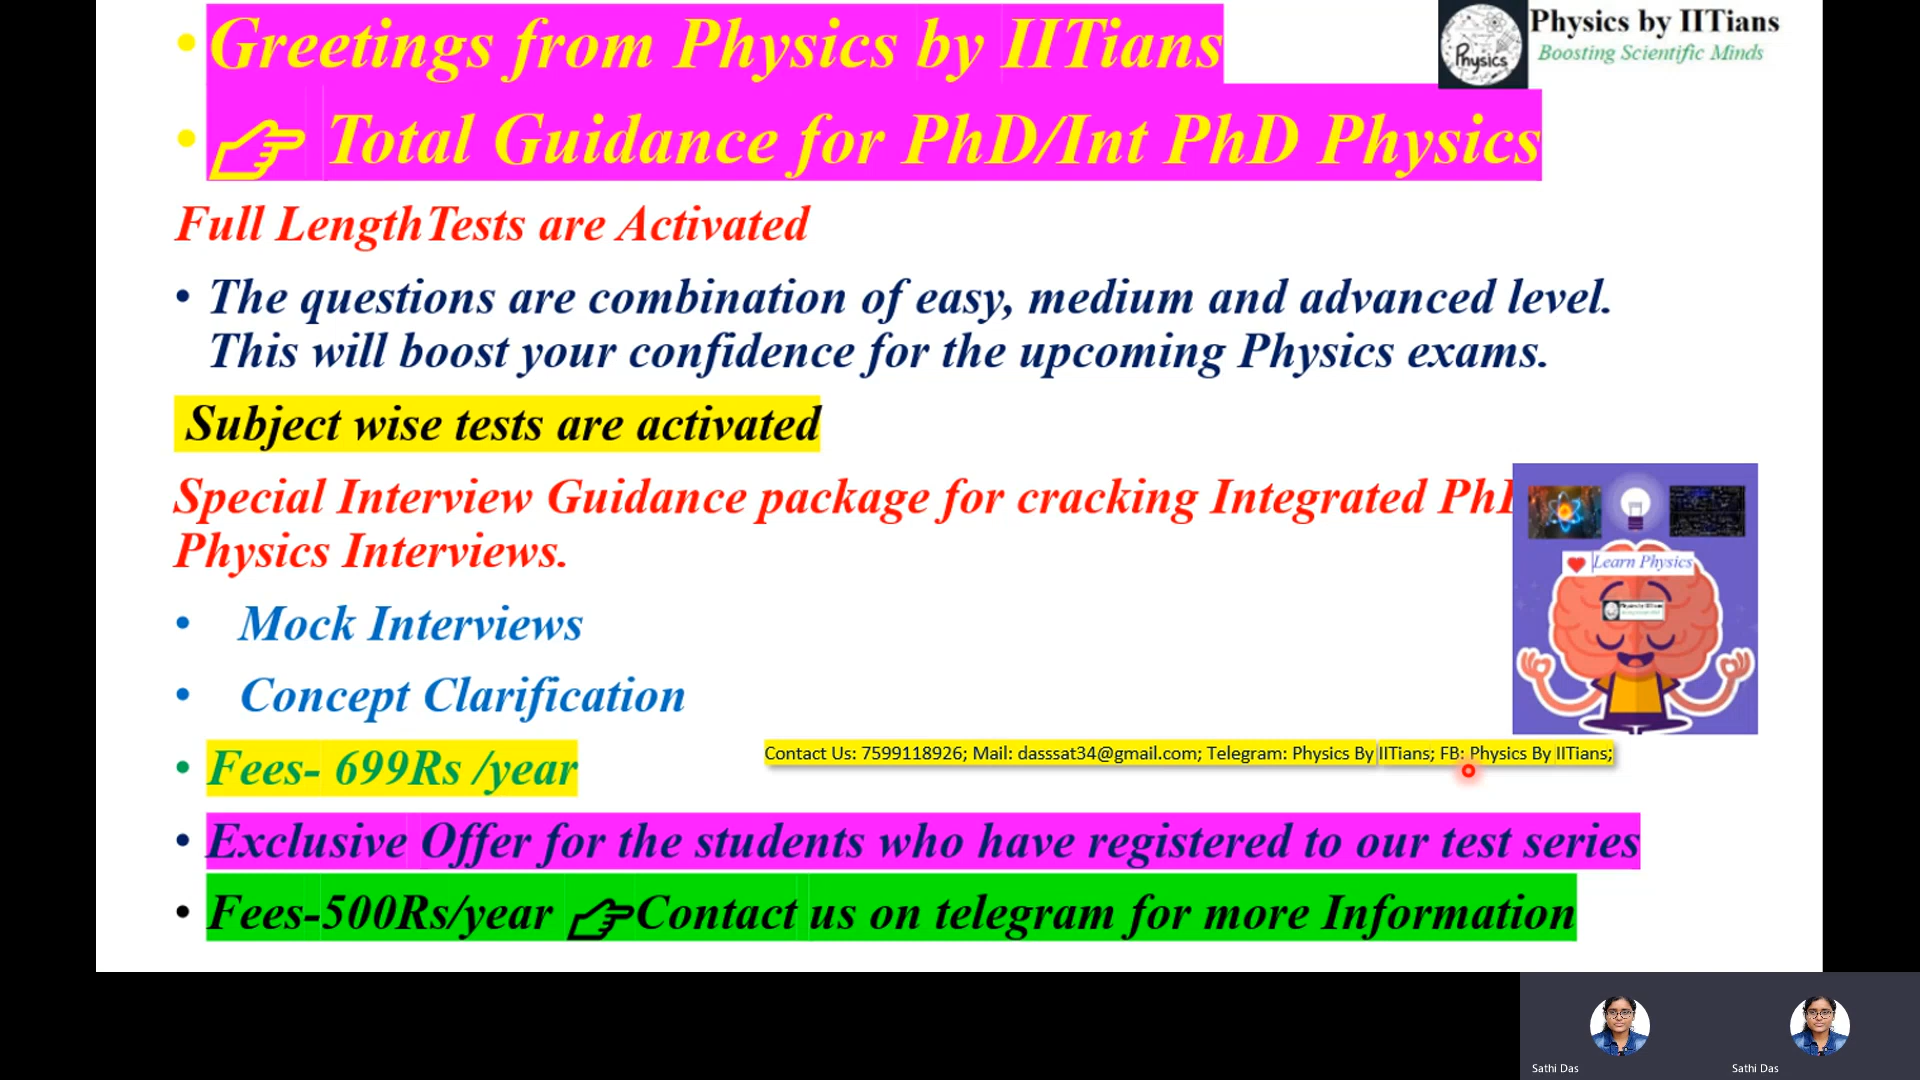 Greetings from Physics by IITians
Physics by IITians
Boosting Scientific Minds
Physics
Total Guidance for PhD/Int PhD Physics
Full LengthTests are Activated
The questions are combination of easy, medium and advanced level.
This will boost your confidence for the upcoming Physics exams.
Subject wise tests are activated
Special Interview Guidance package for cracking Integrated PhD
Physics Interviews.
Learn Physics
Mock Interviews
Concept Clarification
Fees- 699Rs /year
Contact Us: 7599118926; Mail: dasssat34@gmail.com; Telegram: Physics By IITians; FB: Physics By IITians;
Exclusive Offer for the students who have registered to our test series
Fees-500Rs/year Contact us on telegram for more Information
Sathi Das
Sathi Das